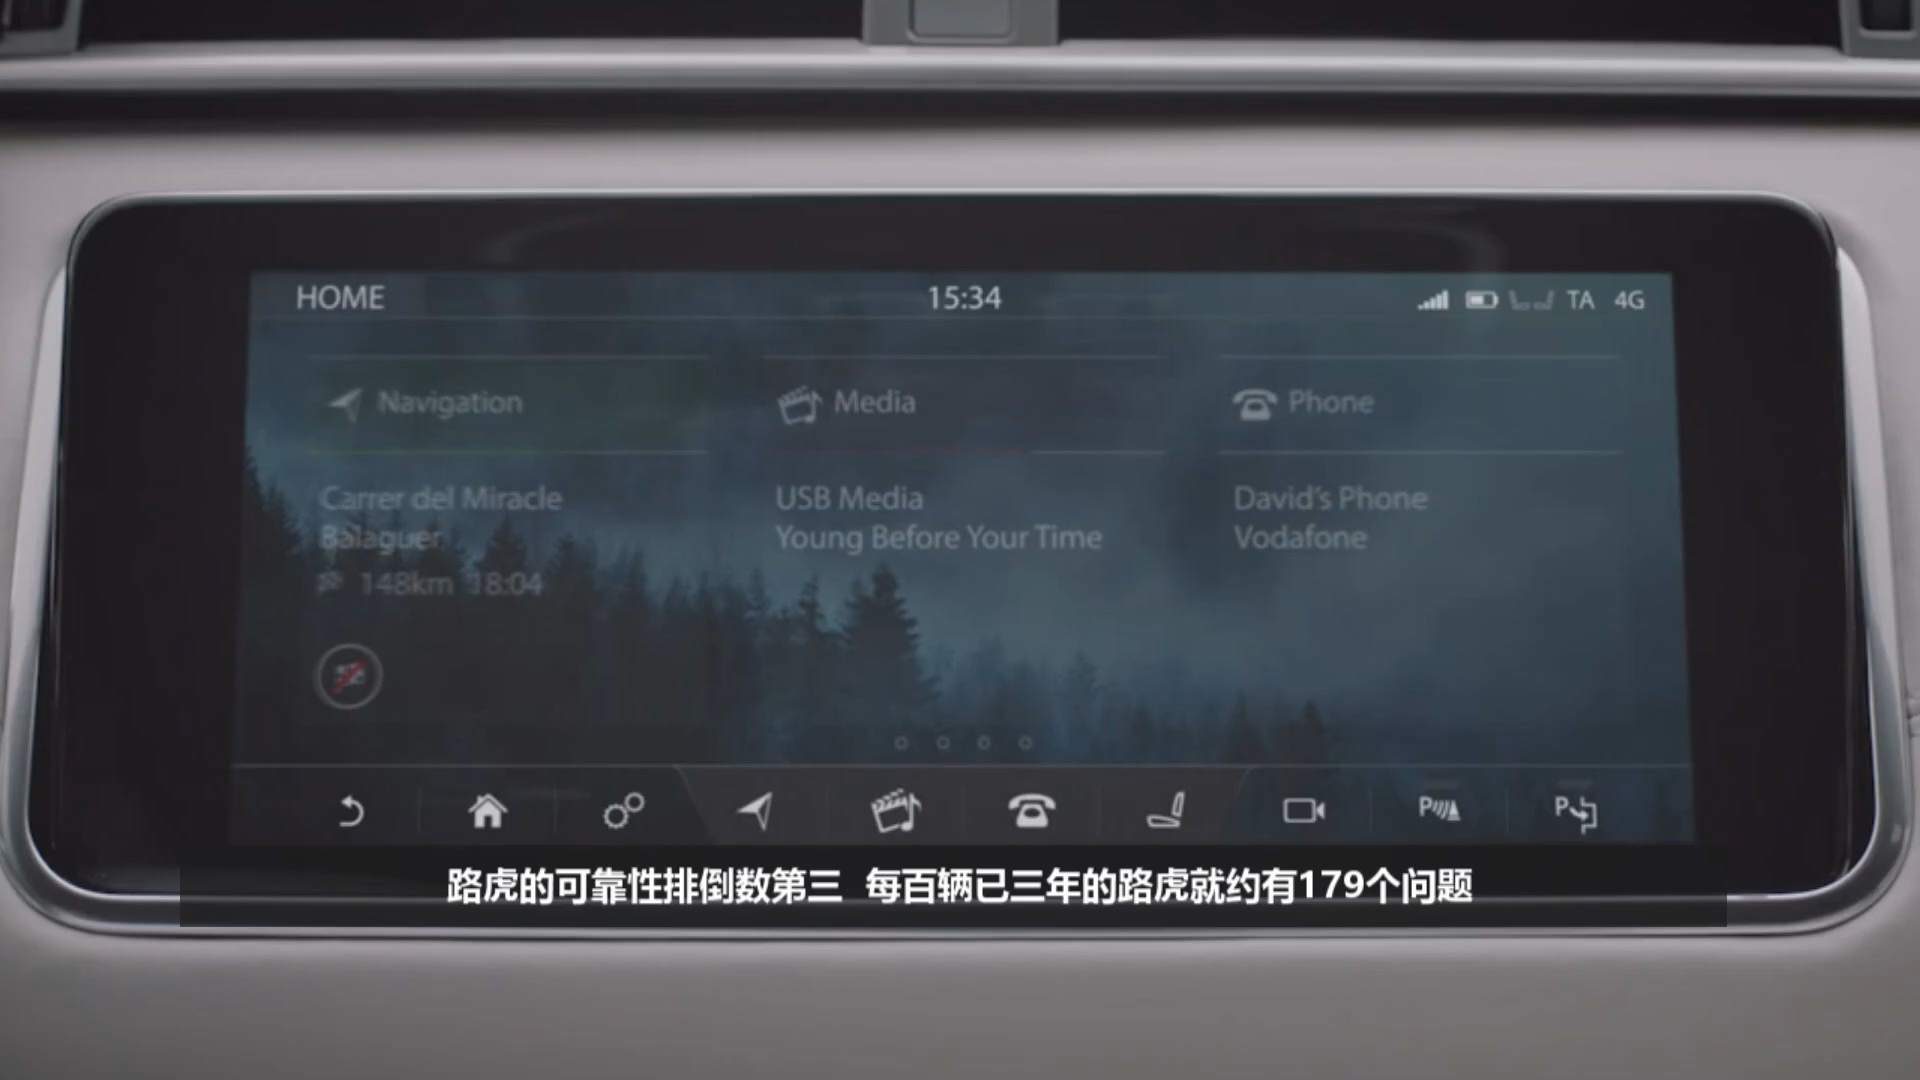 HOME
15:34
TA 4G
Navigation
Media
Phone
Carrer del Miracle
Balaguer
148km 18:04
USB Media
Young Before Your Time
David's Phone
Vodafone
P
P
路虎的可靠性排倒数第三 每百辆已三年的路虎就约有179个问题